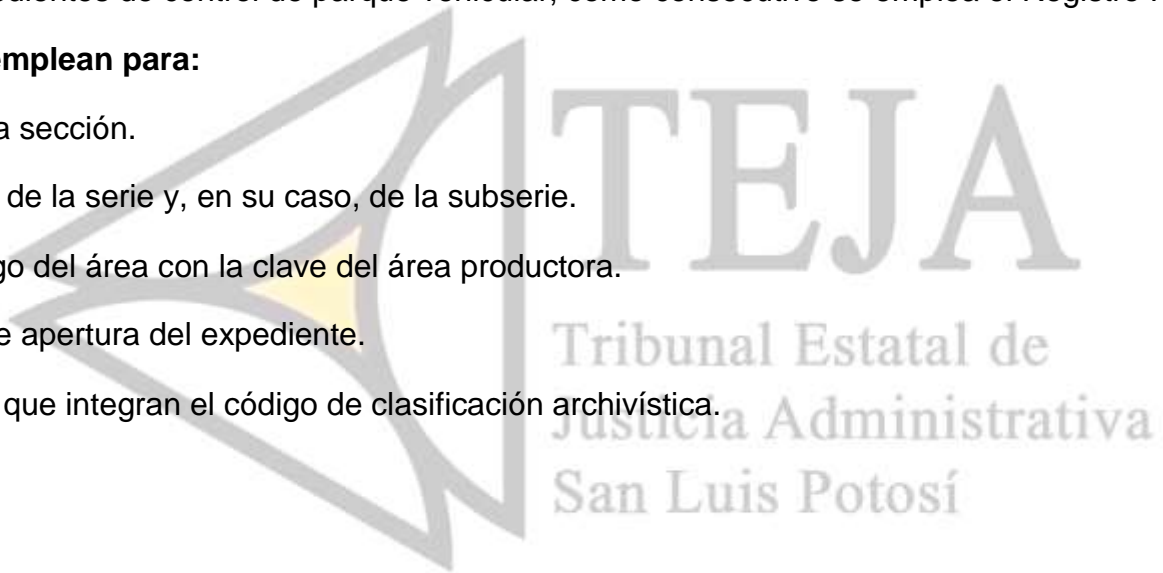 de control de parque vehicular, como consecutivo se emplea el Registro
emplean para:
a sección.
de la serie y, en su caso, de la subserie.
go del área con la clave del área productora.
e apertura del expediente.
que integran el código de clasificación archivística.
TEJA
Tribunal Estatal de
Justicia Administrativa
San Luis Potosí